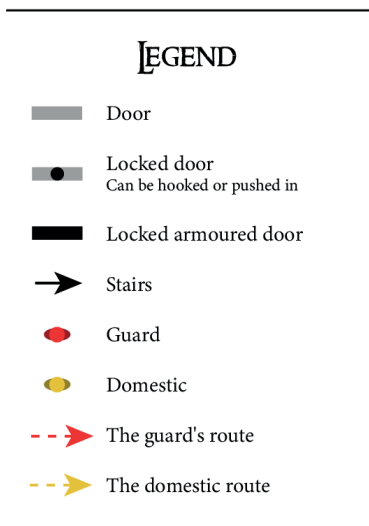 LEGEND
Door
Locked door
Can be hooked or pushed in
Locked armoured door
Stairs
Guard
Domestic
The guard's route
The domestic route